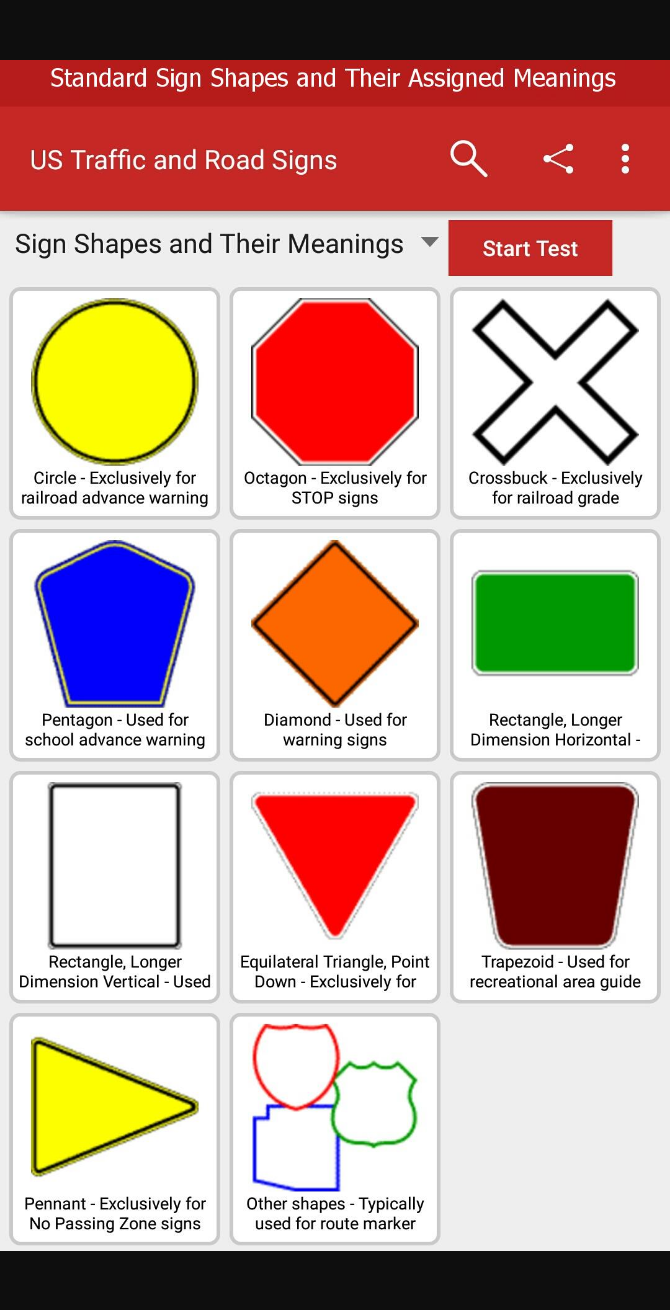 Standard Sign Shapes and Their Assigned Meanings
US Traffic and Road Signs
Sign Shapes and Their Meanings
Start Test
Circle - Exclusively for
railroad advance warning
Octagon - Exclusively for
STOP signs
Crossbuck - Exclusively
for railroad grade
Pentagon - Used for
school advance warning
Diamond - Used for
warning signs
Rectangle, Longer
Dimension Horizontal -
Rectangle, Longer
Dimension Vertical - Used
Equilateral Triangle, Point
Down - Exclusively for
Trapezoid - Used for
recreational area guide
Pennant - Exclusively for
No Passing Zone signs
Other shapes - Typically
used for route marker